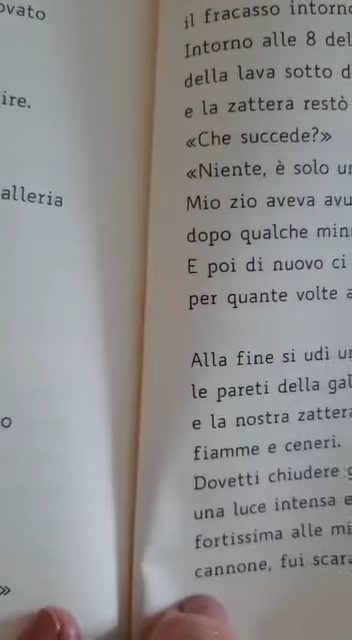 ovato
ire.
alleria
o
»
il fracasso intorno
Intorno alle 8 del
della lava sotto d
e la zattera restò
«Che succede?»
«Niente, è solo un
Mio zio aveva avu
dopo qualche min
E poi di nuovo ci
per quante volte a
Alla fine si udì un
le pareti della gal
e la nostra zattera
fiamme e ceneri.
Dovetti chiudere g
una luce intensa e
fortissima alle mi
cannone, fui scara